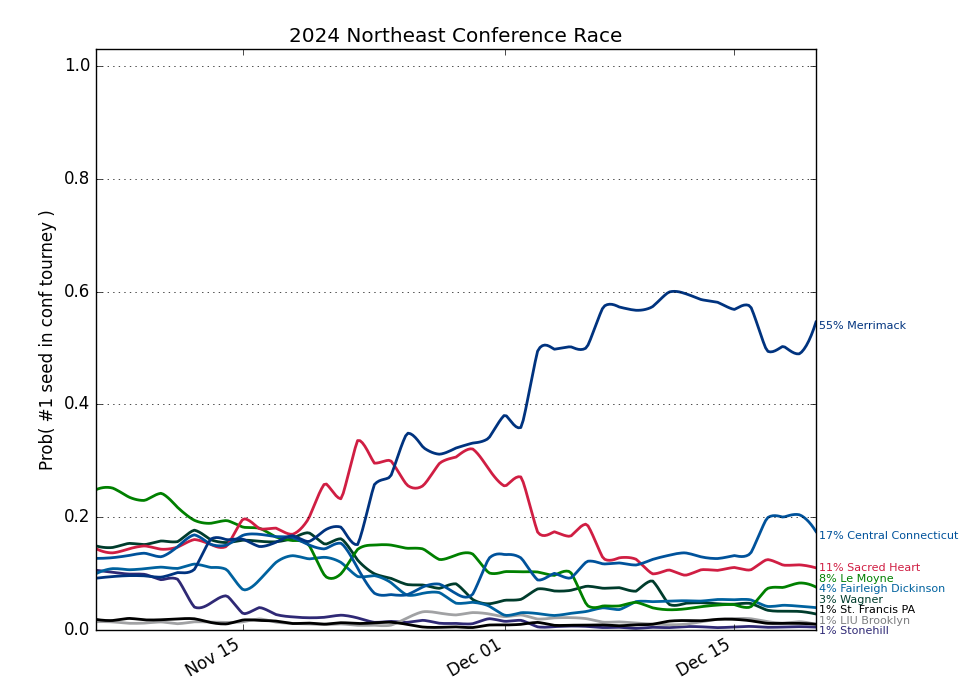 2024 Northeast Conference Race
Prob( #1 seed in conf tourney )
1.0
0.8
0.6
0.4
0.2
0.0
Nov 15
Dec 01
Dec 15
55% Merrimack
17% Central Connecticut
11% Sacred Heart
8% Le Moyne
4% Fairleigh Dickinson
3% Wagner
1% St. Francis PA
1% LIU Brooklyn
1% Stonehill